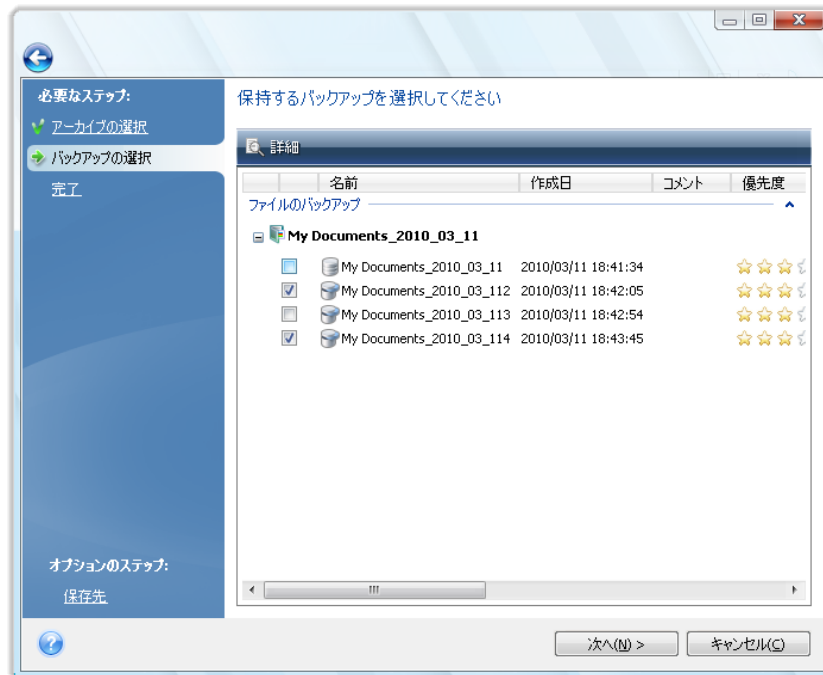 必要なステップ:
アーカイブの選択
バックアップの選択
完了
オプションのステップ:
保存先
保持するバックアップを選択してください
詳細
名前 作成日 コメント 優先度
ファイルのバックアップ
My Documents_2010_03_11
My Documents_2010_03_11 2010/03/11 18:41:34
My Documents_2010_03_112 2010/03/11 18:42:05
My Documents_2010_03_113 2010/03/11 18:42:54
My Documents_2010_03_114 2010/03/11 18:43:45
次へ(N) > キャンセル(C)